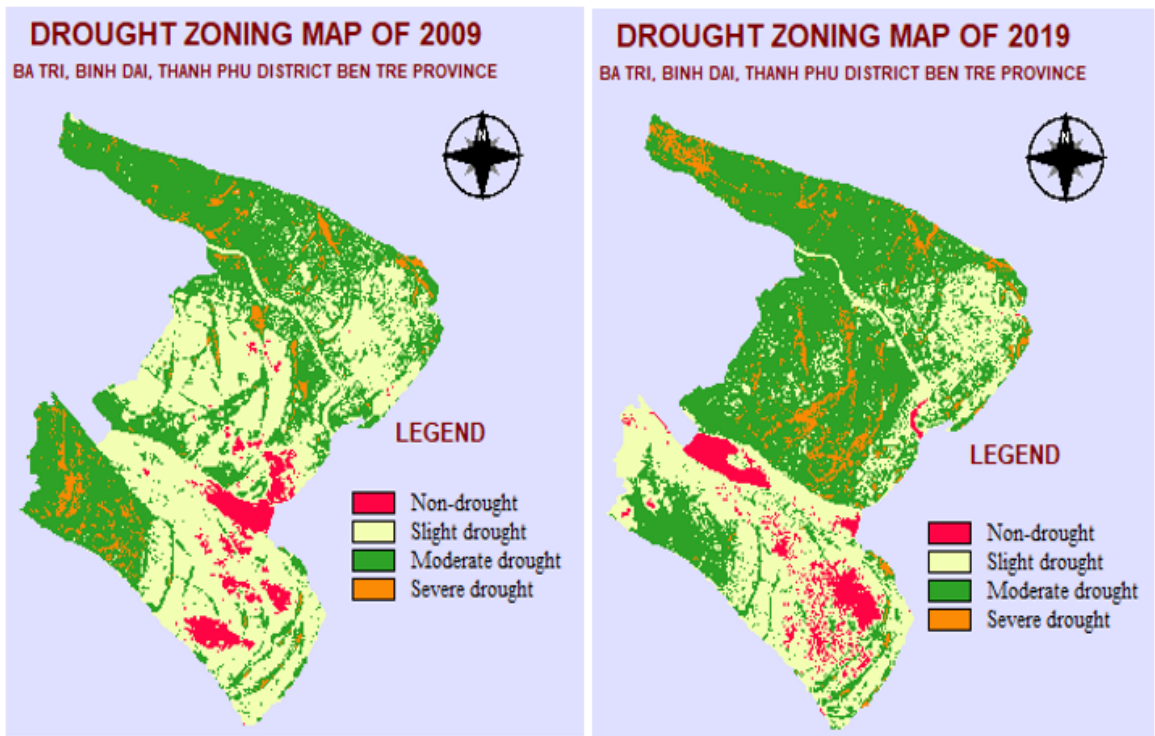 DROUGHT ZONING MAP OF 2009
BA TRI, BINH DAI, THANH PHU DISTRICT BEN TRE PROVINCE
N
LEGEND
Non-drought
Slight drought
Moderate drought
Severe drought
DROUGHT ZONING MAP OF 2019
BA TRI, BINH DAI, THANH PHU DISTRICT BEN TRE PROVINCE
N
LEGEND
Non-drought
Slight drought
Moderate drought
Severe drought